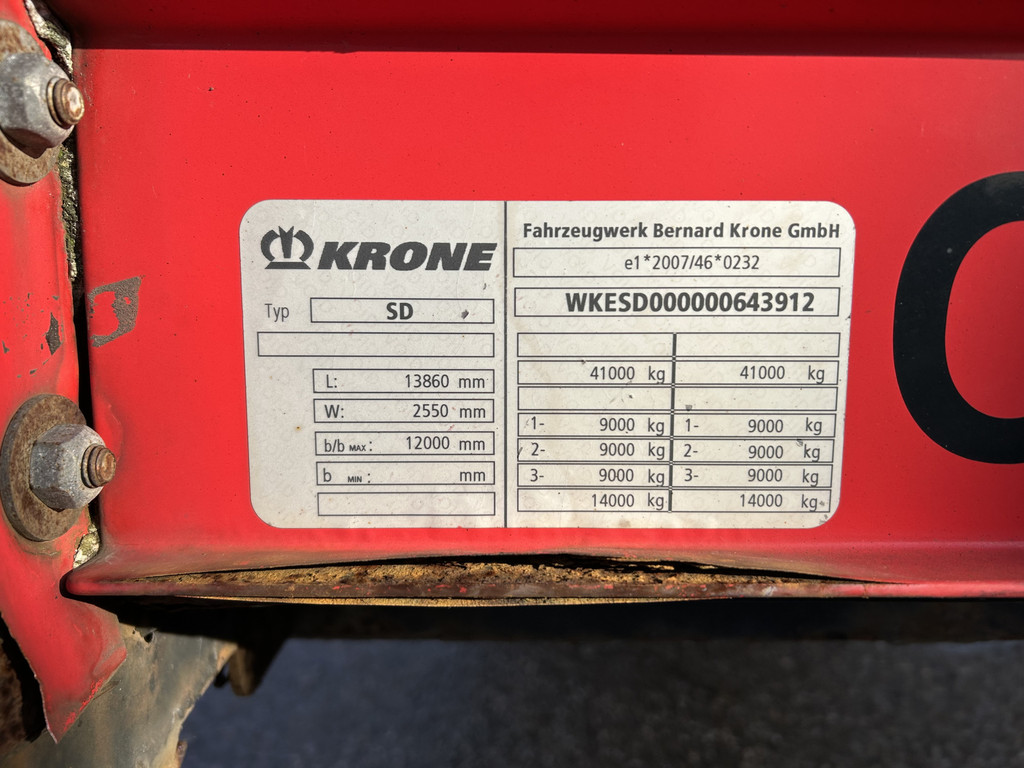 KRONE
Typ SD
L: 13860 mm
W: 2550 mm
b/b MAX: 12000 mm
b MIN: mm
Fahrzeugwerk Bernard Krone GmbH
e1*2007/46*0232
WKESD000000643912
41000 kg 41000 kg
1- 9000 kg 1- 9000 kg
2- 9000 kg 2- 9000 kg
3- 9000 kg 3- 9000 kg
14000 kg 14000 kg